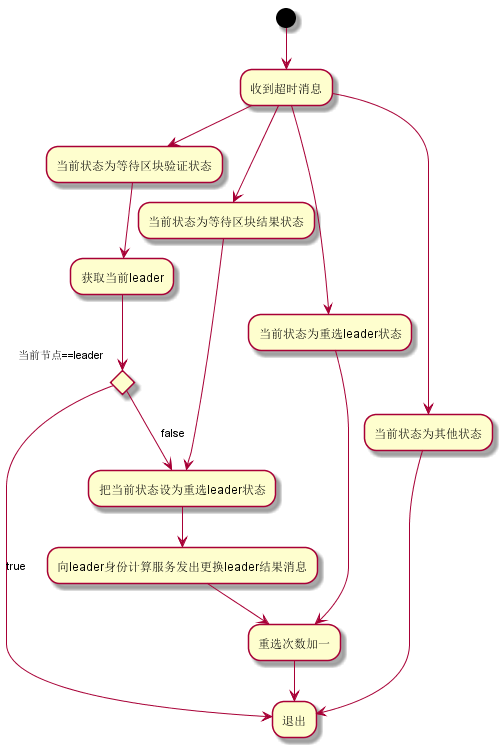 收到超时消息
当前状态为等待区块验证状态
当前状态为等待区块结果状态
获取当前leader
当前状态为重选leader状态
当前节点==leader
当前状态为其他状态
false
把当前状态设为重选leader状态
true
向leader身份计算服务发出更换leader结果消息
重选次数加一
退出